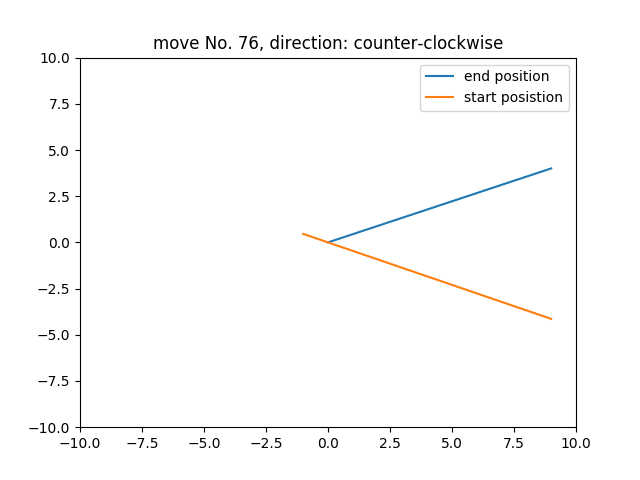 move No. 76, direction: counter-clockwise
end position
start posistion
10.0
7.5
5.0
2.5
0.0
−2.5
−5.0
−7.5
−10.0
−10.0 −7.5 −5.0 −2.5 0.0 2.5 5.0 7.5 10.0